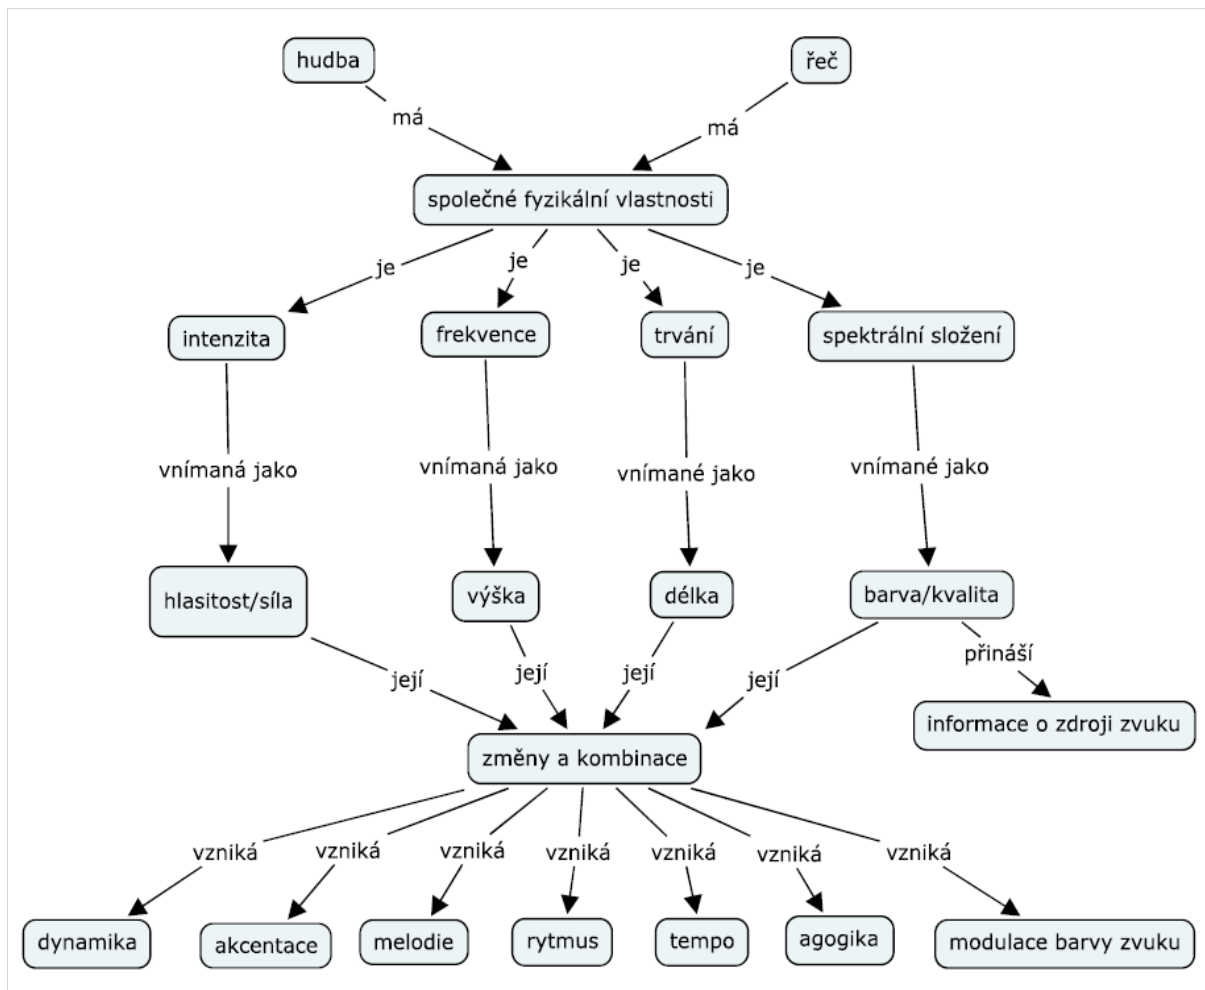 hudba
řeč
má
má
společné fyzikální vlastnosti
je
je
je
je
intenzita
frekvence
trvání
spektrální složení
vnímaná jako
vnímaná jako
vnímané jako
vnímané jako
hlasitost/síla
výška
délka
barva/kvalita
přináší
její
její
její
její
informace o zdroji zvuku
změny a kombinace
vzniká
vzniká
vzniká
vzniká
vzniká
vzniká
vzniká
dynamika
akcentace
melodie
rytmus
tempo
agogika
modulace barvy zvuku